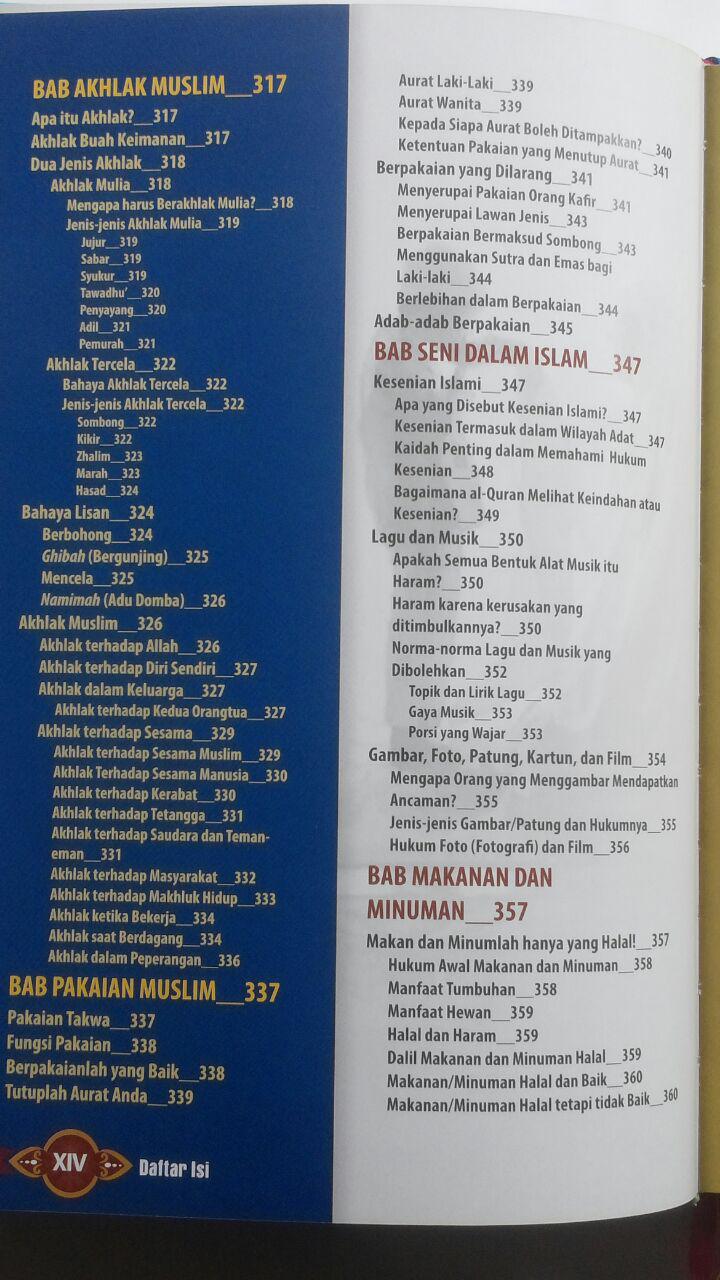 BAB AKHLAK MUSLIM__317
Apa itu Akhlak?__317
Akhlak Buah Keimanan__317
Dua Jenis Akhlak__318
Akhlak Mulia__318
Mengapa harus Berakhlak Mulia?__318
Jenis-jenis Akhlak Mulia__319
Jujur__319
Sabar__319
Syukur__319
Tawadhu'__320
Penyayang__320
Adil__321
Pemurah__321
Akhlak Tercela__322
Bahaya Akhlak Tercela__322
Jenis-jenis Akhlak Tercela__322
Sombong__322
Kikir__322
Zhalim__323
Marah__323
Hasad__324
Bahaya Lisan__324
Berbohong__324
Ghibah (Bergunjing)__325
Mencela__325
Namimah (Adu Domba)__326
Akhlak Muslim__326
Akhlak terhadap Allah__326
Akhlak terhadap Diri Sendiri__327
Akhlak dalam Keluarga__327
Akhlak terhadap Kedua Orangtua__327
Akhlak terhadap Sesama__329
Akhlak terhadap Sesama Muslim__329
Akhlak Terhadap Sesama Manusia__330
Akhlak terhadap Kerabat__330
Akhlak terhadap Tetangga__331
Akhlak terhadap Saudara dan Teman-
eman__331
Akhlak terhadap Masyarakat__332
Akhlak terhadap Makhluk Hidup__333
Akhlak ketika Bekerja__334
Akhlak saat Berdagang__334
Akhlak dalam Peperangan__336
BAB PAKAIAN MUSLIM__337
Pakaian Takwa__337
Fungsi Pakaian__338
Berpakaianlah yang Baik__338
Tutuplah Aurat Anda__339
XIV
Daftar Isi
Aurat Laki-Laki__339
Aurat Wanita__339
Kepada Siapa Aurat Boleh Ditampakkan?__340
Ketentuan Pakaian yang Menutup Aurat__341
Berpakaian yang Dilarang__341
Menyerupai Pakaian Orang Kafir__341
Menyerupai Lawan Jenis__343
Berpakaian Bermaksud Sombong__343
Menggunakan Sutra dan Emas bagi
Laki-laki__344
Berlebihan dalam Berpakaian__344
Adab-adab Berpakaian__345
BAB SENI DALAM ISLAM__347
Kesenian Islami__347
Apa yang Disebut Kesenian Islami?__347
Kesenian Termasuk dalam Wilayah Adat__347
Kaidah Penting dalam Memahami Hukum
Kesenian__348
Bagaimana al-Quran Melihat Keindahan atau
Kesenian?__349
Lagu dan Musik__350
Apakah Semua Bentuk Alat Musik itu
Haram?__350
Haram karena kerusakan yang
ditimbulkannya?__350
Norma-norma Lagu dan Musik yang
Dibolehkan__352
Topik dan Lirik Lagu__352
Gaya Musik__353
Porsi yang Wajar__353
Gambar, Foto, Patung, Kartun, dan Film__354
Mengapa Orang yang Menggambar Mendapatkan
Ancaman?__355
Jenis-jenis Gambar/Patung dan Hukumnya__355
Hukum Foto (Fotografi) dan Film__356
BAB MAKANAN DAN
MINUMAN__357
Makan dan Minumlah hanya yang Halal!__357
Hukum Awal Makanan dan Minuman__358
Manfaat Tumbuhan__358
Manfaat Hewan__359
Halal dan Haram__359
Dalil Makanan dan Minuman Halal__359
Makanan/Minuman Halal dan Baik__360
Makanan/Minuman Halal tetapi tidak Baik__360